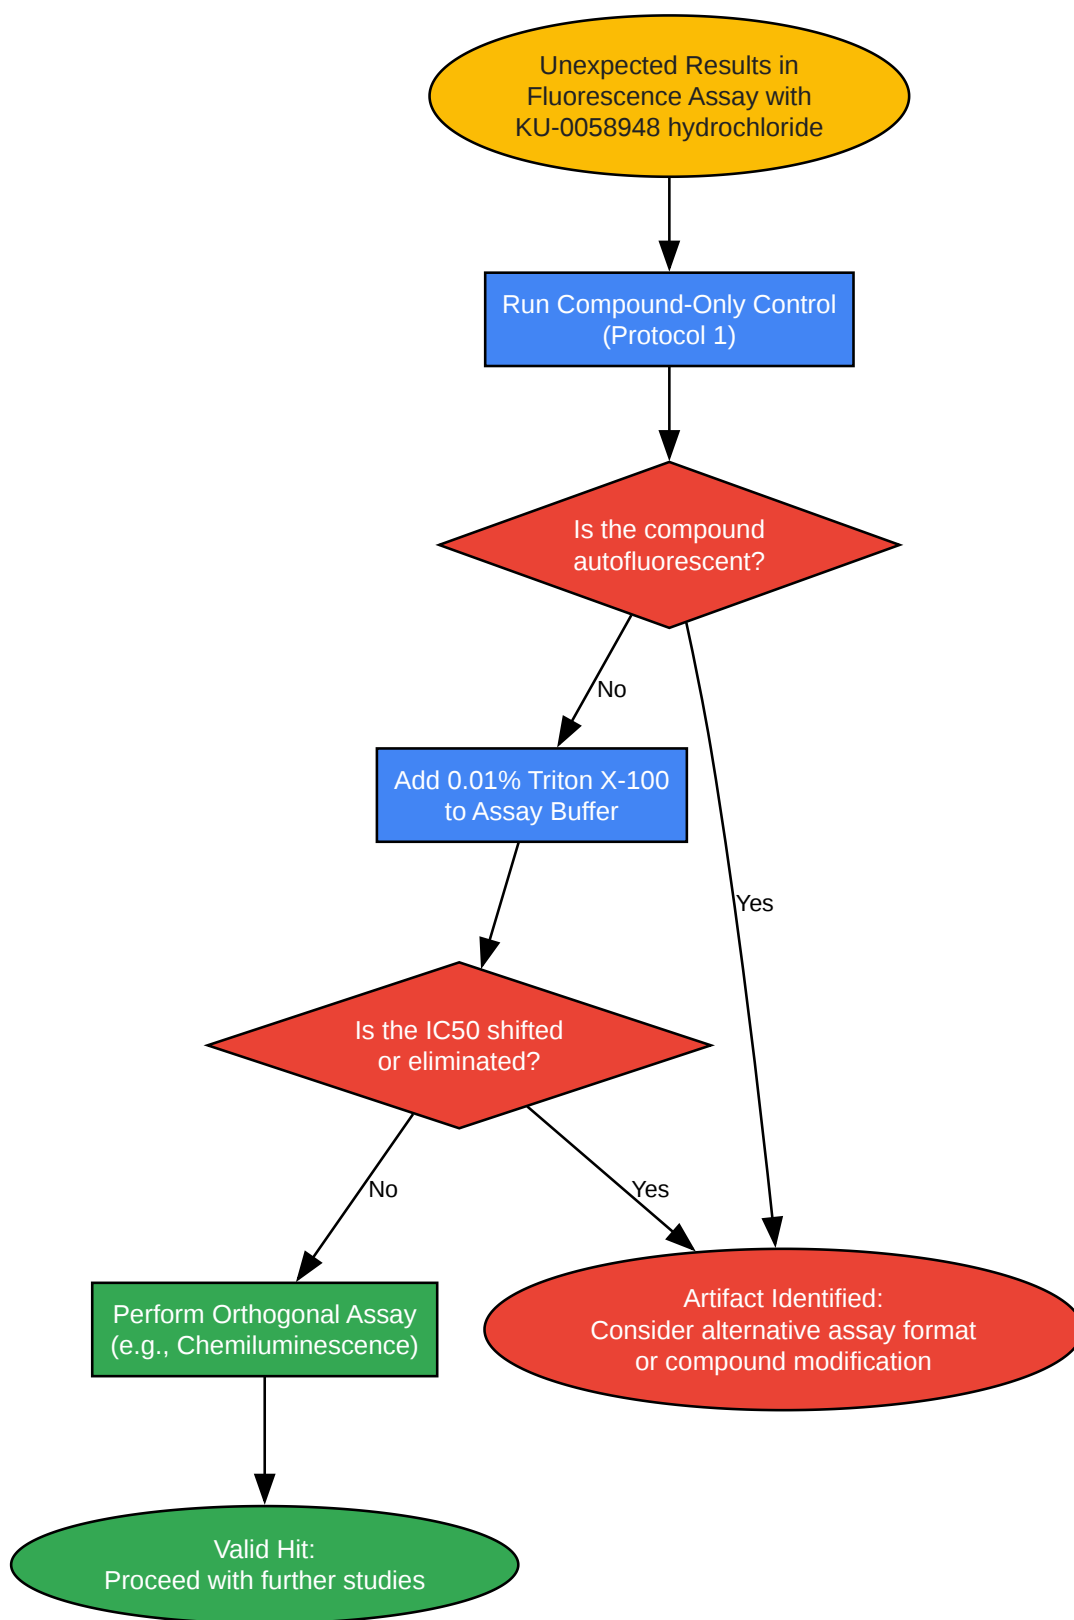 Unexpected Results in
Fluorescence Assay with
KU-0058948 hydrochloride
Run Compound-Only Control
(Protocol 1)
Is the compound
autofluorescent?
No
Add 0.01% Triton X-100
to Assay Buffer
Yes
Is the IC50 shifted
or eliminated?
No
Yes
Perform Orthogonal Assay
(e.g., Chemiluminescence)
Artifact Identified:
Consider alternative assay format
or compound modification
Valid Hit:
Proceed with further studies